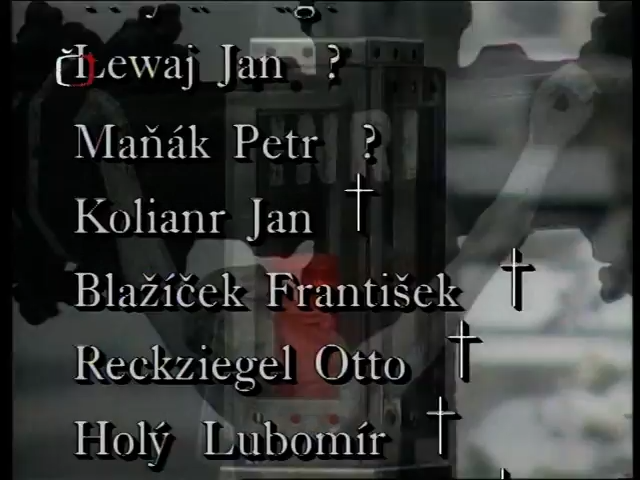 Lewaj Jan ?
Maňák Petr ?
Kolianr Jan †
Blažíček František †
Reckziegel Otto †
Holý Lubomír †